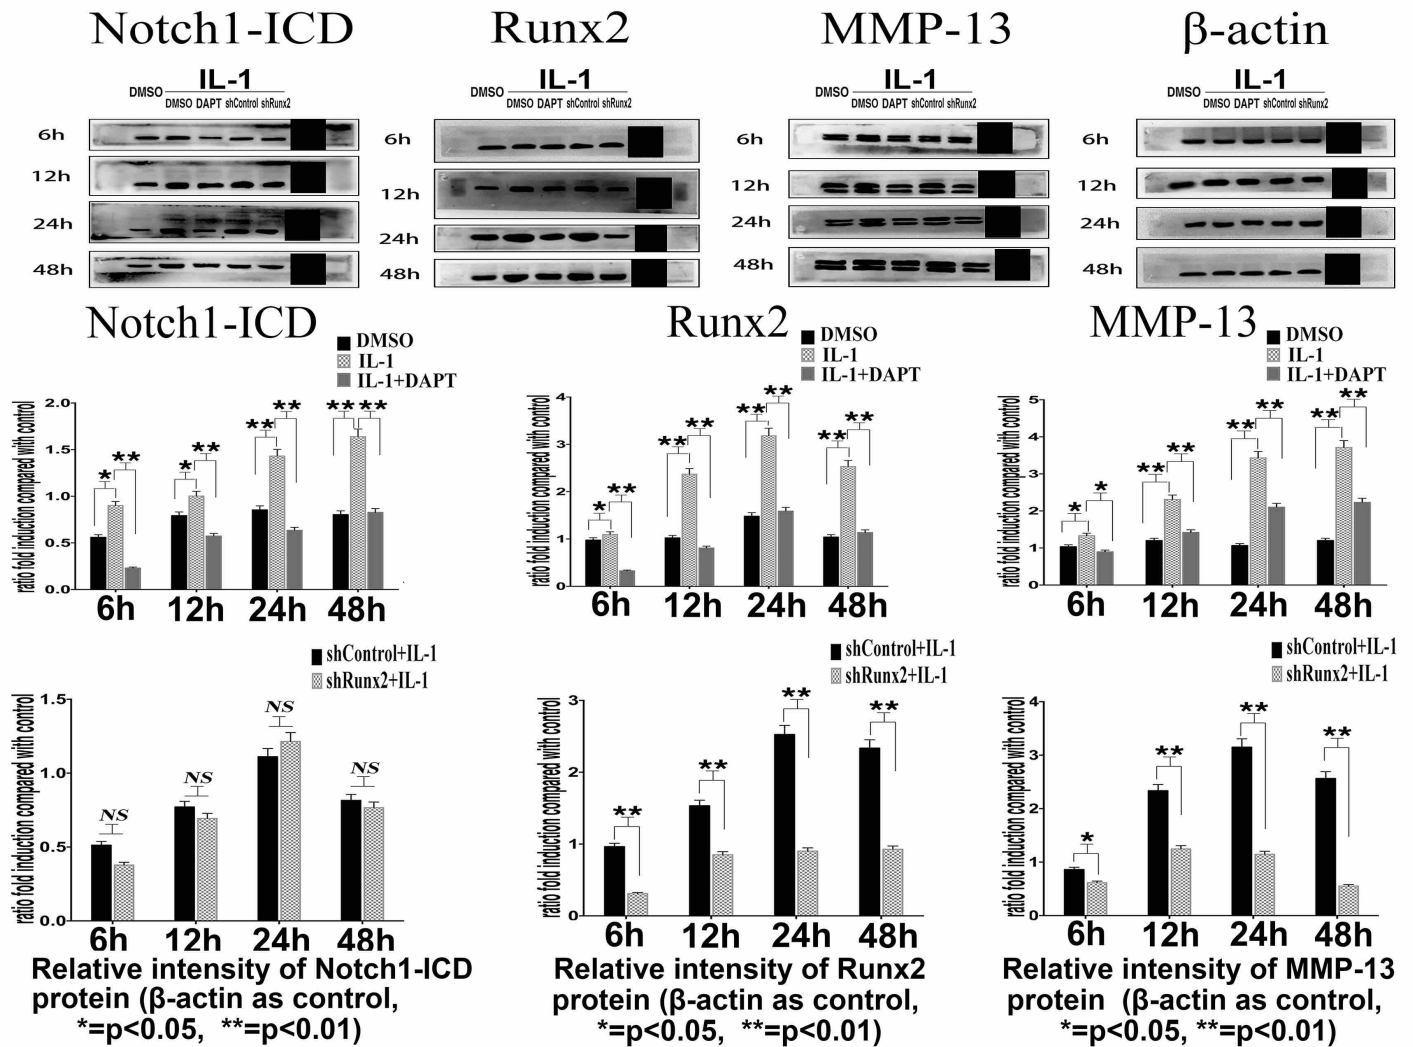 Notch1-ICD
Runx2
MMP-13
β-actin
IL-1
DMSO
DMSO DAPT shControl shRunx2
6h
12h
24h
48h
IL-1
DMSO
DMSO DAPT shControl shRunx2
6h
12h
24h
48h
IL-1
DMSO
DMSO DAPT shControl shRunx2
6h
12h
24h
48h
IL-1
DMSO
DMSO DAPT shControl shRunx2
6h
12h
24h
48h
Notch1-ICD
DMSO
IL-1
IL-1+DAPT
ratio fold induction compared with control
2.0
1.5
1.0
0.5
0.0
* ** * ** ** ** ** **
6h 12h 24h 48h
Runx2
DMSO
IL-1
IL-1+DAPT
ratio fold induction compared with control
4
3
2
1
0
* ** ** ** ** ** ** **
6h 12h 24h 48h
MMP-13
DMSO
IL-1
IL-1+DAPT
ratio fold induction compared with control
5
4
3
2
1
0
* * ** ** ** ** ** **
6h 12h 24h 48h
shControl+IL-1
shRunx2+IL-1
ratio fold induction compared with control
1.5
1.0
0.5
0.0
NS NS NS NS
6h 12h 24h 48h
Relative intensity of Notch1-ICD
protein (β-actin as control,
*=p<0.05, **=p<0.01)
shControl+IL-1
shRunx2+IL-1
ratio fold induction compared with control
3
2
1
0
** ** ** **
6h 12h 24h 48h
Relative intensity of Runx2
protein (β-actin as control,
*=p<0.05, **=p<0.01)
shControl+IL-1
shRunx2+IL-1
ratio fold induction compared with control
4
3
2
1
0
* ** ** **
6h 12h 24h 48h
Relative intensity of MMP-13
protein (β-actin as control,
*=p<0.05, **=p<0.01)